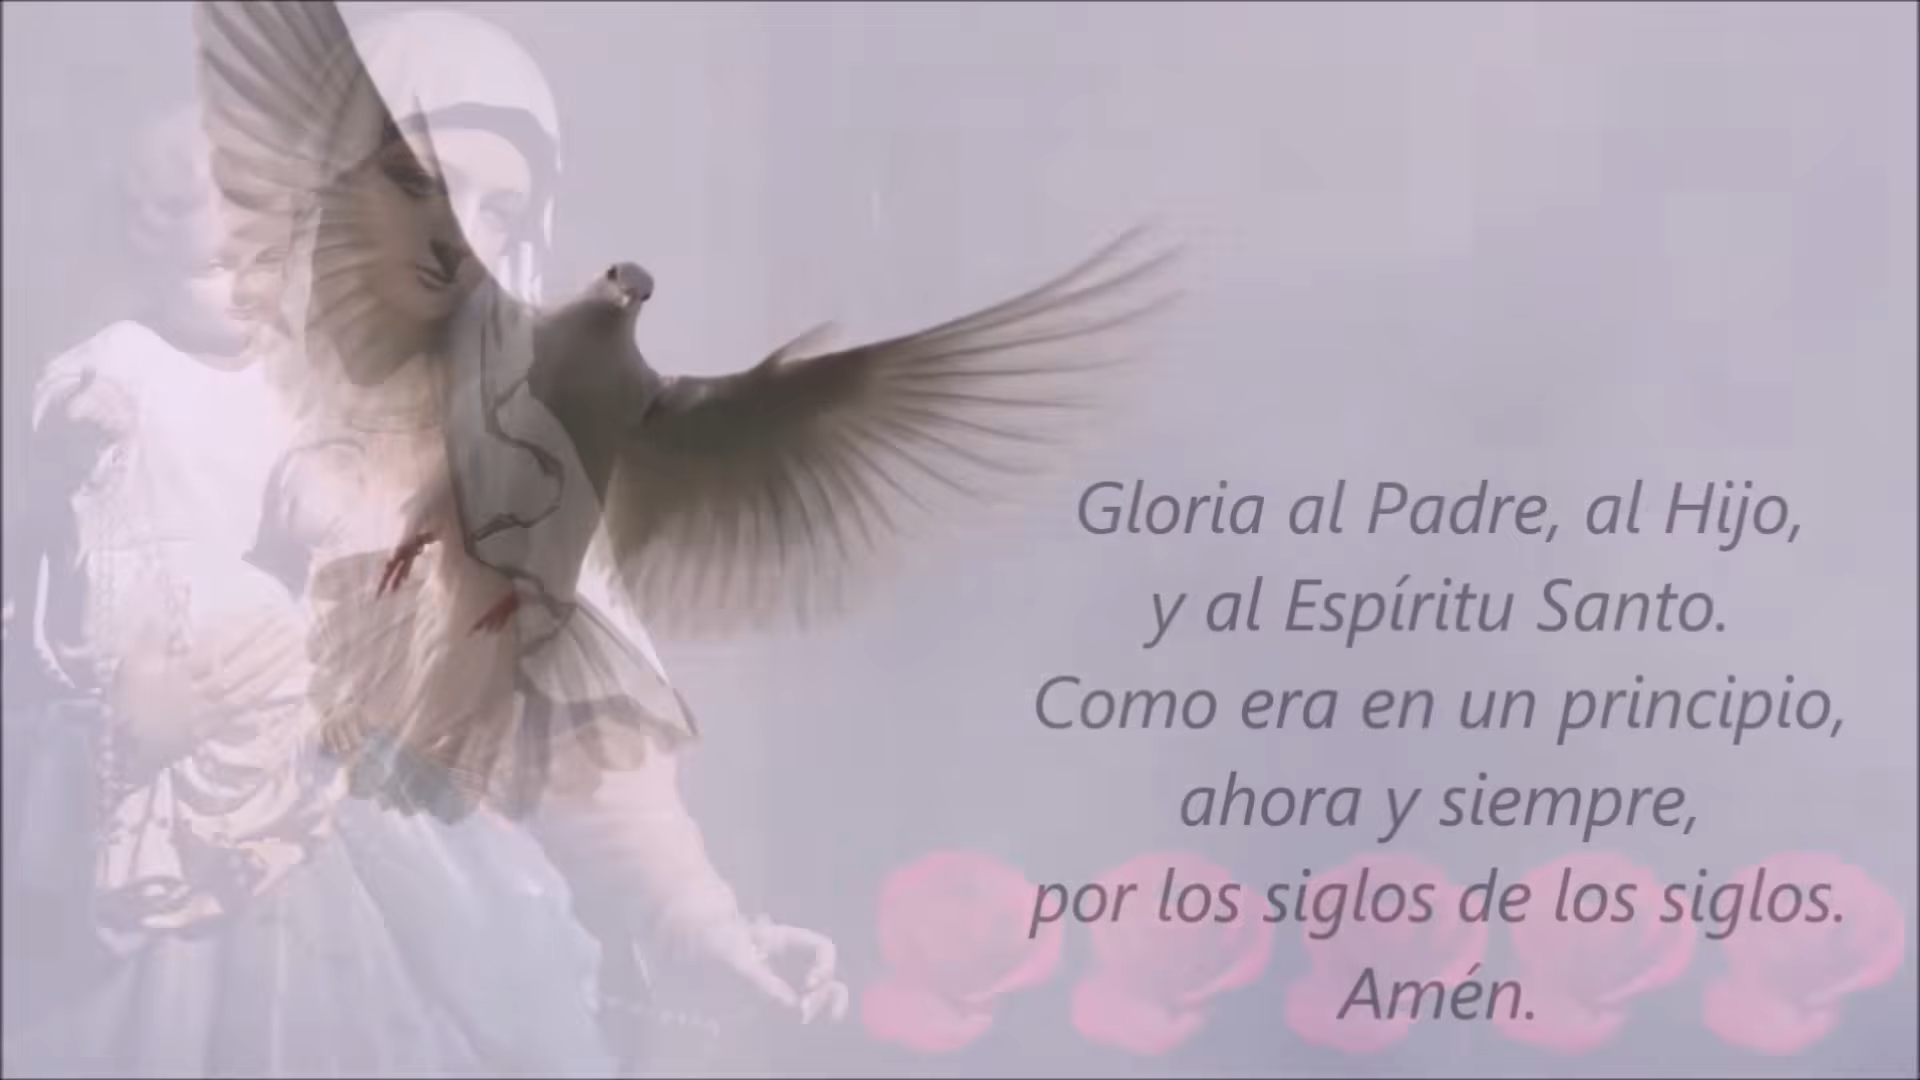 Gloria al Padre, al Hijo,
y al Espíritu Santo.
Como era en un principio,
ahora y siempre,
por los siglos de los siglos.
Amén.